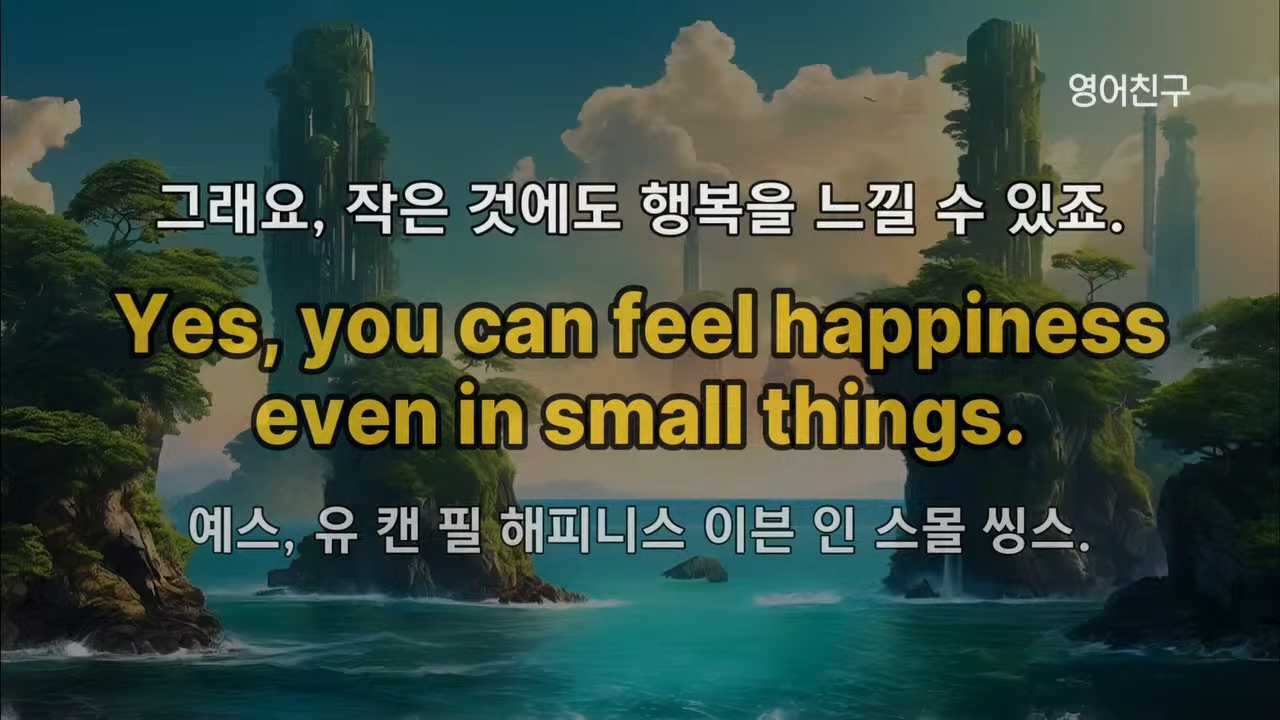 영어친구
그래요, 작은 것에도 행복을 느낄 수 있죠.
Yes, you can feel happiness
even in small things.
예스, 유 캔 필 해피니스 이븐 인 스몰 씽스.